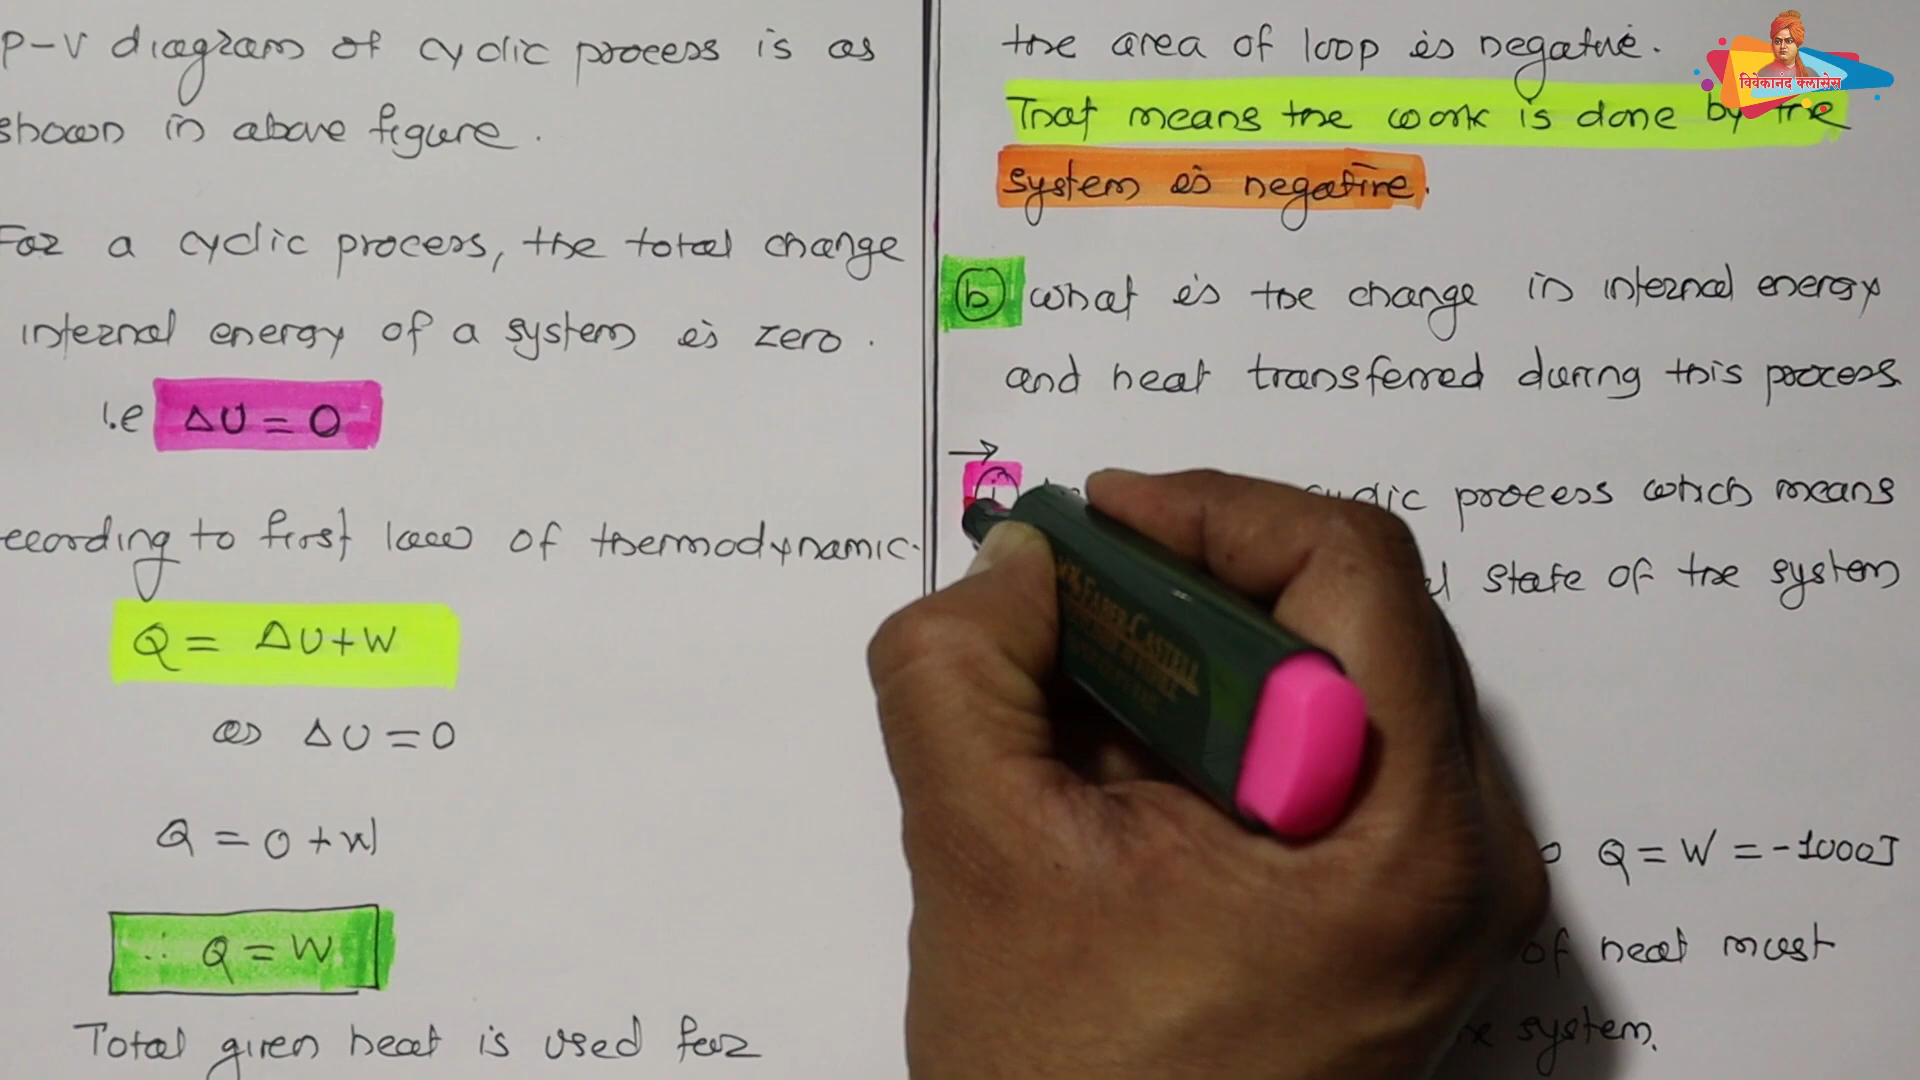 P-V diagram of cyclic process is as
shown in above figure.
For a cyclic process, the total change
internal energy of a system is zero.
i.e ΔU = 0
ccording to first law of thermodynamic.
Q = ΔU+W
as ΔU = 0
Q = 0 + W
∴ Q = W
Total given heat is used for
the area of loop is negative.
That means the work is done by the
system is negative.
(b) what is the change in internal energy
and heat transferred during this process
→
cyclic process which means
state of the system
Q = W = -1000J
of heat must
system.
विवेकानंद क्लासेस
FABER-CASTELL